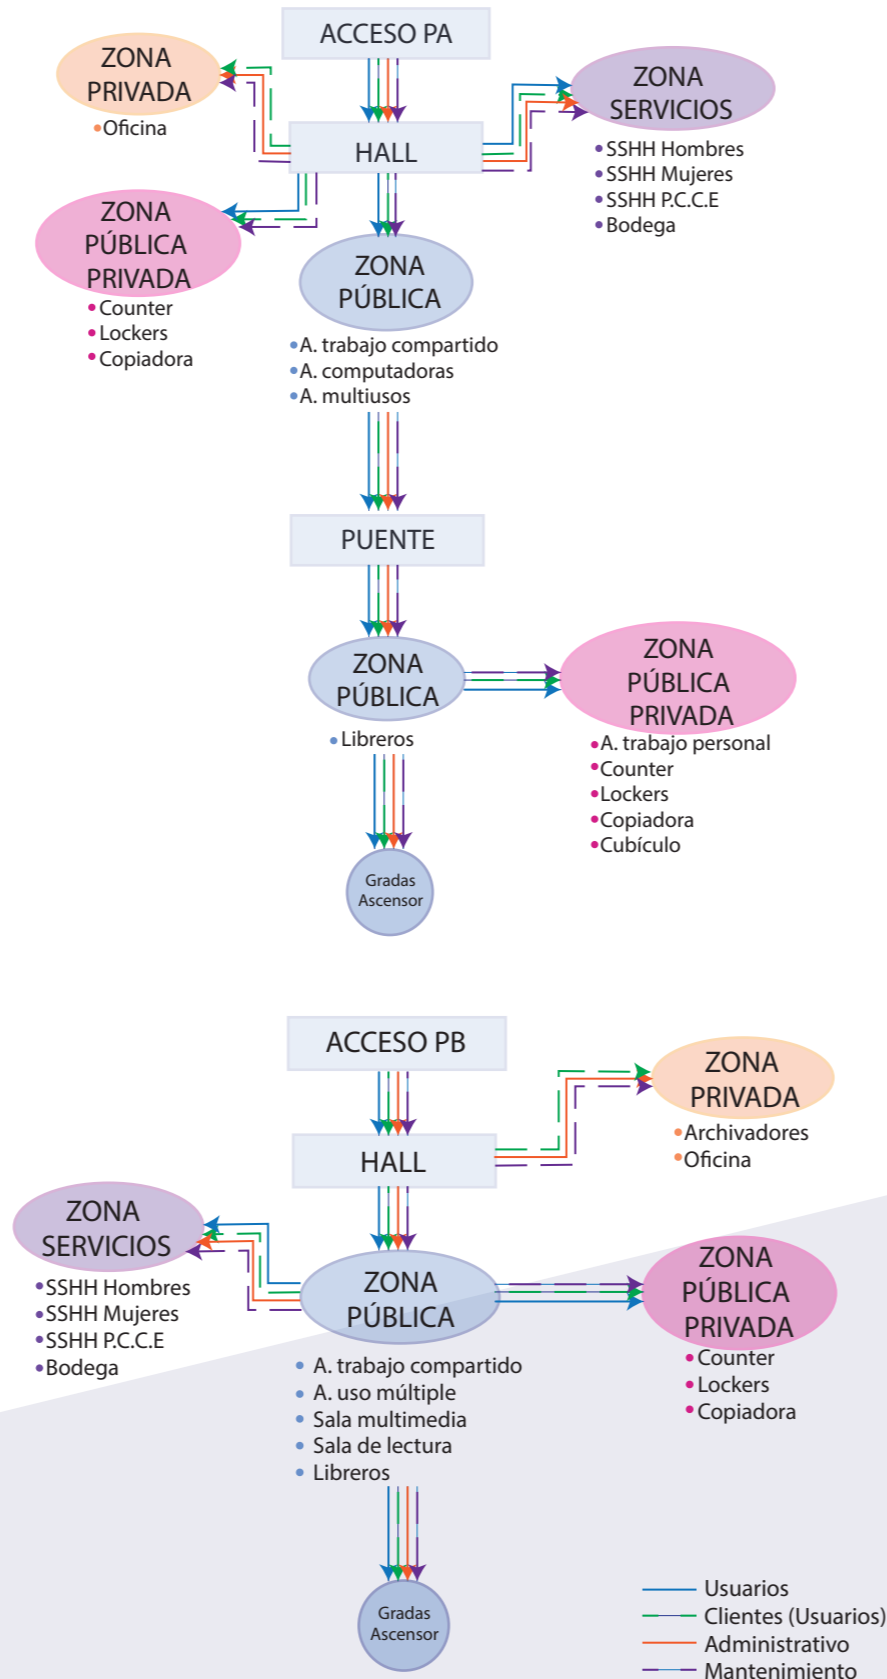 ACCESO PA
ZONA
PRIVADA
•Oficina
ZONA
SERVICIOS
•SSHH Hombres
•SSHH Mujeres
•SSHH P.C.C.E
•Bodega
HALL
ZONA
PÚBLICA
PRIVADA
•Counter
•Lockers
•Copiadora
ZONA
PÚBLICA
•A. trabajo compartido
•A. computadoras
•A. multiusos
PUENTE
ZONA
PÚBLICA
•Libreros
ZONA
PÚBLICA
PRIVADA
•A. trabajo personal
•Counter
•Lockers
•Copiadora
•Cubículo
Gradas
Ascensor
ACCESO PB
ZONA
PRIVADA
•Archivadores
•Oficina
HALL
ZONA
SERVICIOS
•SSHH Hombres
•SSHH Mujeres
•SSHH P.C.C.E
•Bodega
ZONA
PÚBLICA
• A. trabajo compartido
• A. uso múltiple
• Sala multimedia
• Sala de lectura
• Libreros
ZONA
PÚBLICA
PRIVADA
• Counter
• Lockers
• Copiadora
Gradas
Ascensor
Usuarios
Clientes (Usuarios)
Administrativo
Mantenimiento